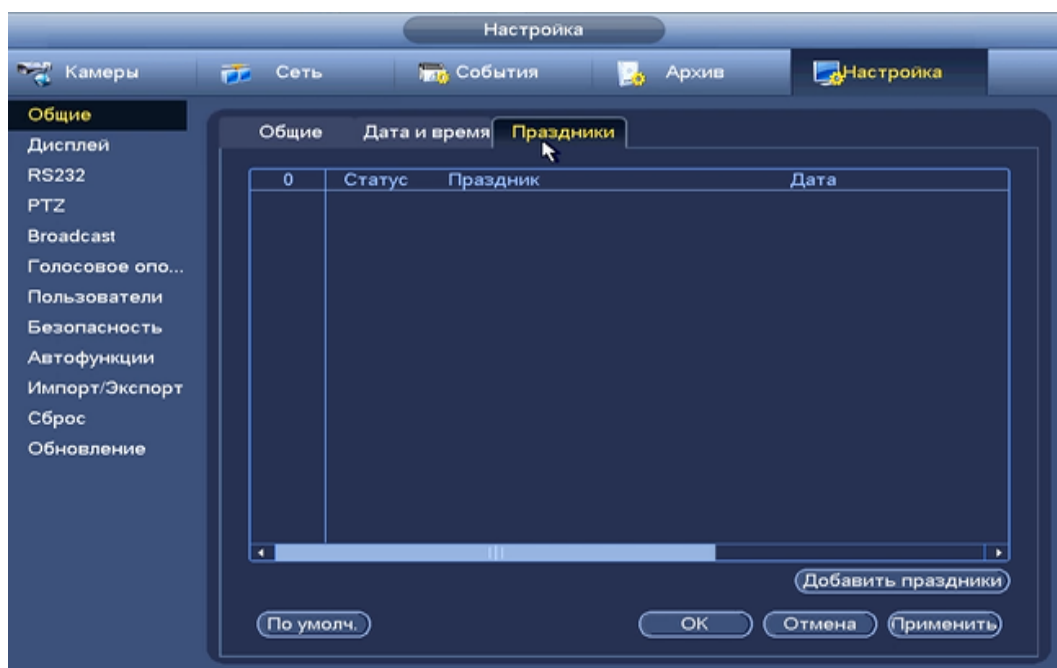 Настройка
Камеры Сеть События Архив Настройка
Общие
Дисплей
RS232
PTZ
Broadcast
Голосовое опо...
Пользователи
Безопасность
Автофункции
Импорт/Экспорт
Сброс
Обновление
Общие Дата и время Праздники
0 Статус Праздник Дата
Добавить праздники
По умолч. OK Отмена Применить